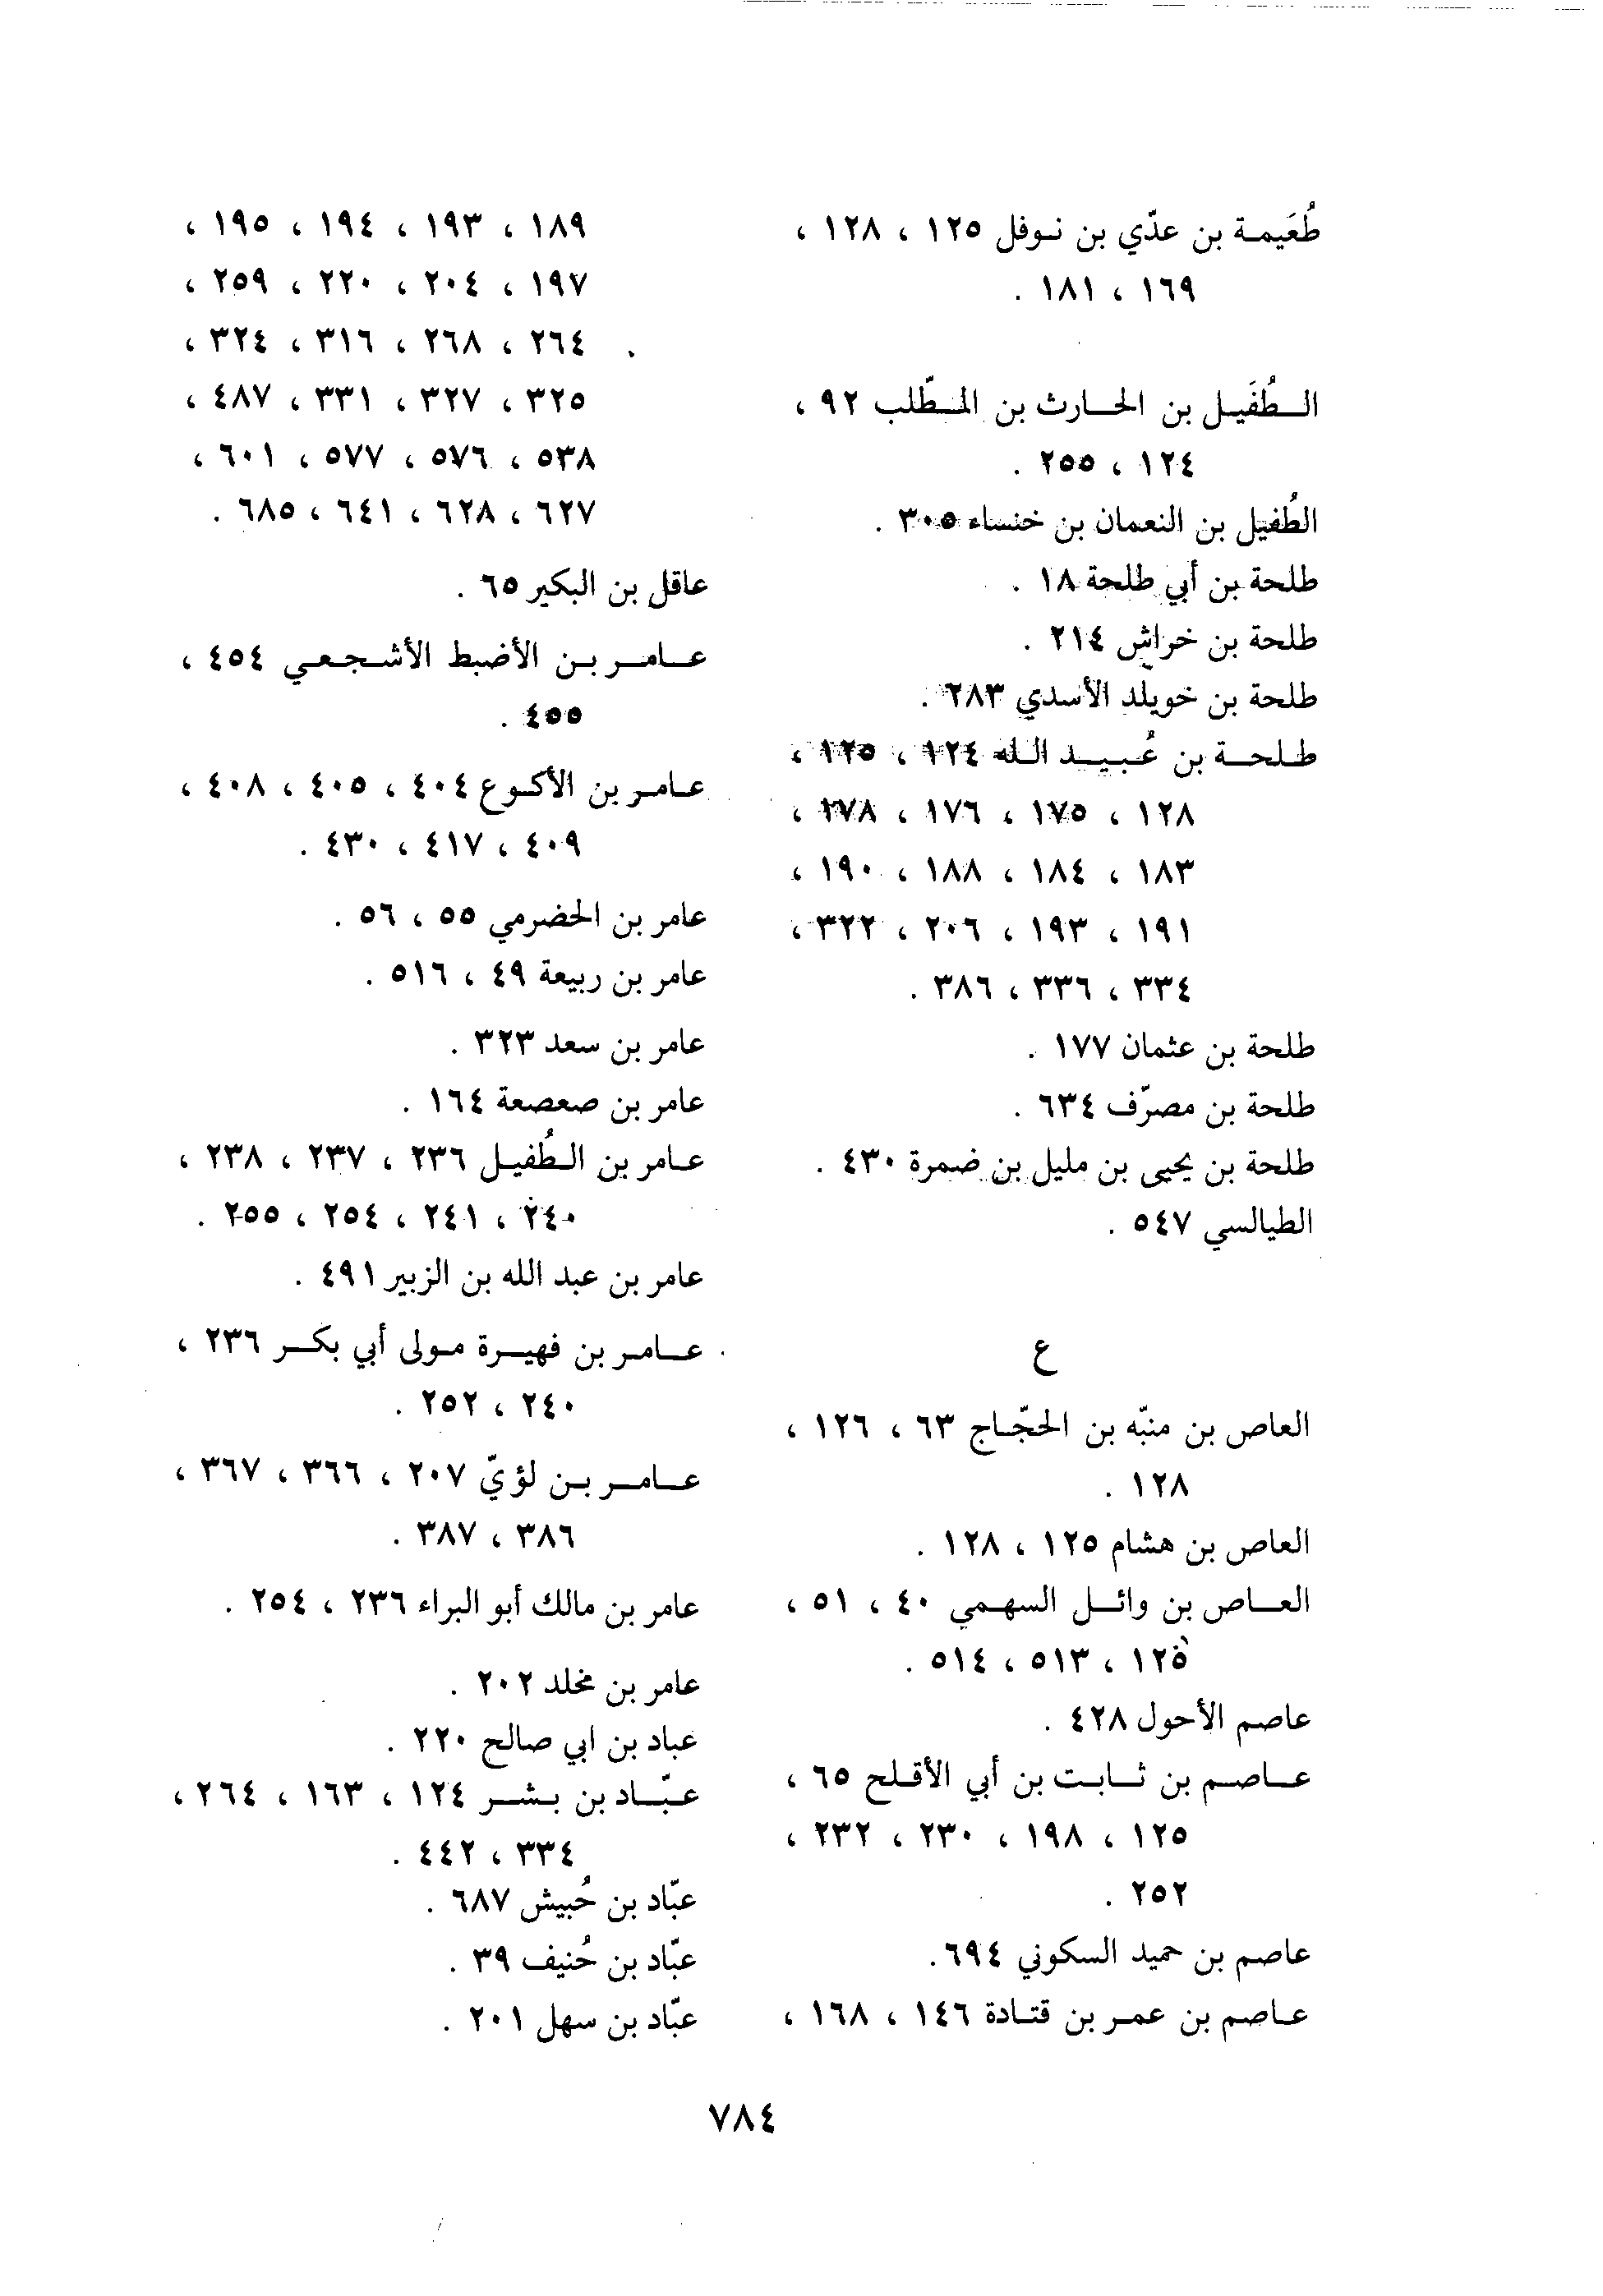 طُعَيمة بن عدّي بن نوفل ١٢٥ ، ١٢٨ ،
١٦٩ ، ١٨١ .
الطُفَيل بن الحارث بن المطّلب ٩٢ ،
١٢٤ ، ٢٥٥ .
الطُفيل بن النعمان بن خنساء ٣٠٥ .
طلحة بن أبي طلحة ١٨ .
طلحة بن خراش ٢١٤ .
طلحة بن خويلد الأسدي ٢٨٣ .
طلحة بن عُبيد الله ١٢٤ ، ١٢٥ ،
١٢٨ ، ١٧٥ ، ١٧٦ ، ١٧٨ ،
١٨٣ ، ١٨٤ ، ١٨٨ ، ١٩٠ ،
١٩١ ، ١٩٣ ، ٢٠٦ ، ٣٢٢ ،
٣٣٤ ، ٣٣٦ ، ٣٨٦ .
طلحة بن عثمان ١٧٧ .
طلحة بن مصرّف ٦٣٤ .
طلحة بن يحيى بن مليل بن ضمرة ٤٣٠ .
الطيالسي ٥٤٧ .
ع
العاص بن منبّه بن الحجّاج ٦٣ ، ١٢٦ ،
١٢٨ .
العاص بن هشام ١٢٥ ، ١٢٨ .
العاص بن وائل السهمي ٤٠ ، ٥١ ،
١٢٥ ، ٥١٣ ، ٥١٤ .
عاصم الأحول ٤٢٨ .
عاصم بن ثابت بن أبي الأقلح ٦٥ ،
١٢٥ ، ١٩٨ ، ٢٣٠ ، ٢٣٢ ،
٢٥٢ .
عاصم بن حميد السكوني ٦٩٤ .
عاصم بن عمر بن قتادة ١٤٦ ، ١٦٨ ،
١٨٩ ، ١٩٣ ، ١٩٤ ، ١٩٥ ،
١٩٧ ، ٢٠٤ ، ٢٢٠ ، ٢٥٩ ،
٢٦٤ ، ٢٦٨ ، ٣١٦ ، ٣٢٤ ،
٣٢٥ ، ٣٢٧ ، ٣٣١ ، ٤٨٧ ،
٥٣٨ ، ٥٧٦ ، ٥٧٧ ، ٦٠١ ،
٦٢٧ ، ٦٢٨ ، ٦٤١ ، ٦٨٥ .
عاقل بن البكير ٦٥ .
عامر بن الأضبط الأشجعي ٤٥٤ ،
٤٥٥ .
عامر بن الأكوع ٤٠٤ ، ٤٠٥ ، ٤٠٨ ،
٤٠٩ ، ٤١٧ ، ٤٣٠ .
عامر بن الحضرمي ٥٥ ، ٥٦ .
عامر بن ربيعة ٤٩ ، ٥١٦ .
عامر بن سعد ٣٢٣ .
عامر بن صعصعة ١٦٤ .
عامر بن الطُفيل ٢٣٦ ، ٢٣٧ ، ٢٣٨ ،
٢٤٠ ، ٢٤١ ، ٢٥٤ ، ٢٥٥ .
عامر بن عبد الله بن الزبير ٤٩١ .
عامر بن فهيرة مولى أبي بكر ٢٣٦ ،
٢٤٠ ، ٢٥٢ .
عامر بن لؤيّ ٢٠٧ ، ٣٦٦ ، ٣٦٧ ،
٣٨٦ ، ٣٨٧ .
عامر بن مالك أبو البراء ٢٣٦ ، ٢٥٤ .
عامر بن مخلد ٢٠٢ .
عباد بن ابي صالح ٢٢٠ .
عبّاد بن بشر ١٢٤ ، ١٦٣ ، ٢٦٤ ،
٣٣٤ ، ٤٤٢ .
عبّاد بن حُبيش ٦٨٧ .
عبّاد بن حُنيف ٣٩ .
عبّاد بن سهل ٢٠١ .
٧٨٤